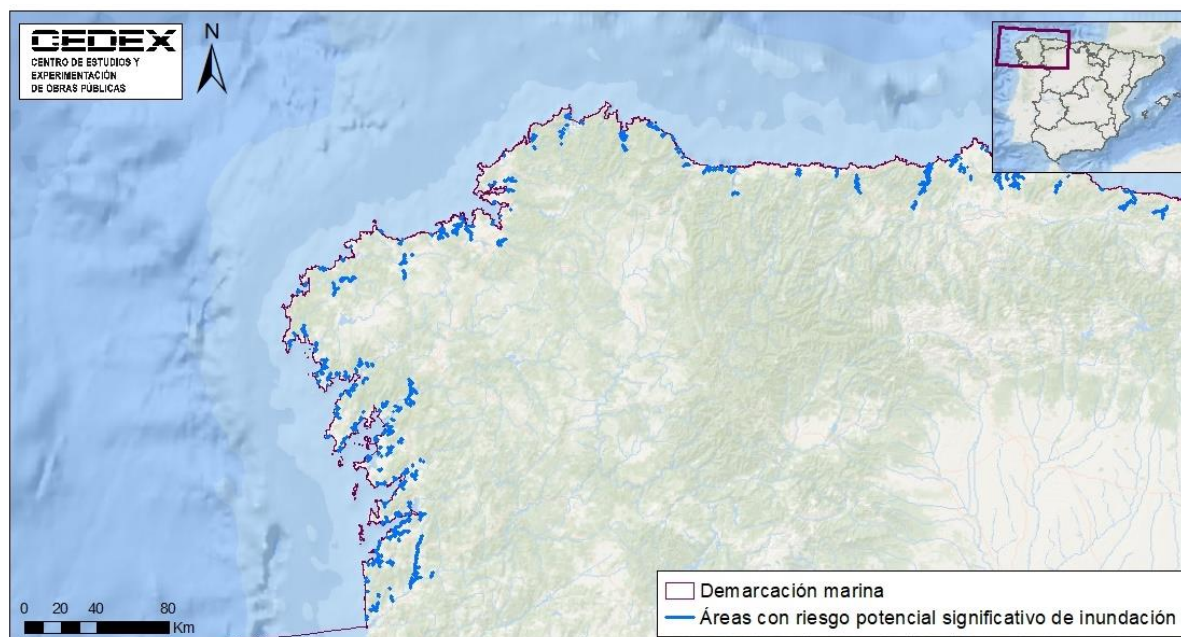 CEDEX
CENTRO DE ESTUDIOS Y
EXPERIMENTACIÓN
DE OBRAS PÚBLICAS
N
0 20 40 80
Km
Demarcación marina
Áreas con riesgo potencial significativo de inundación